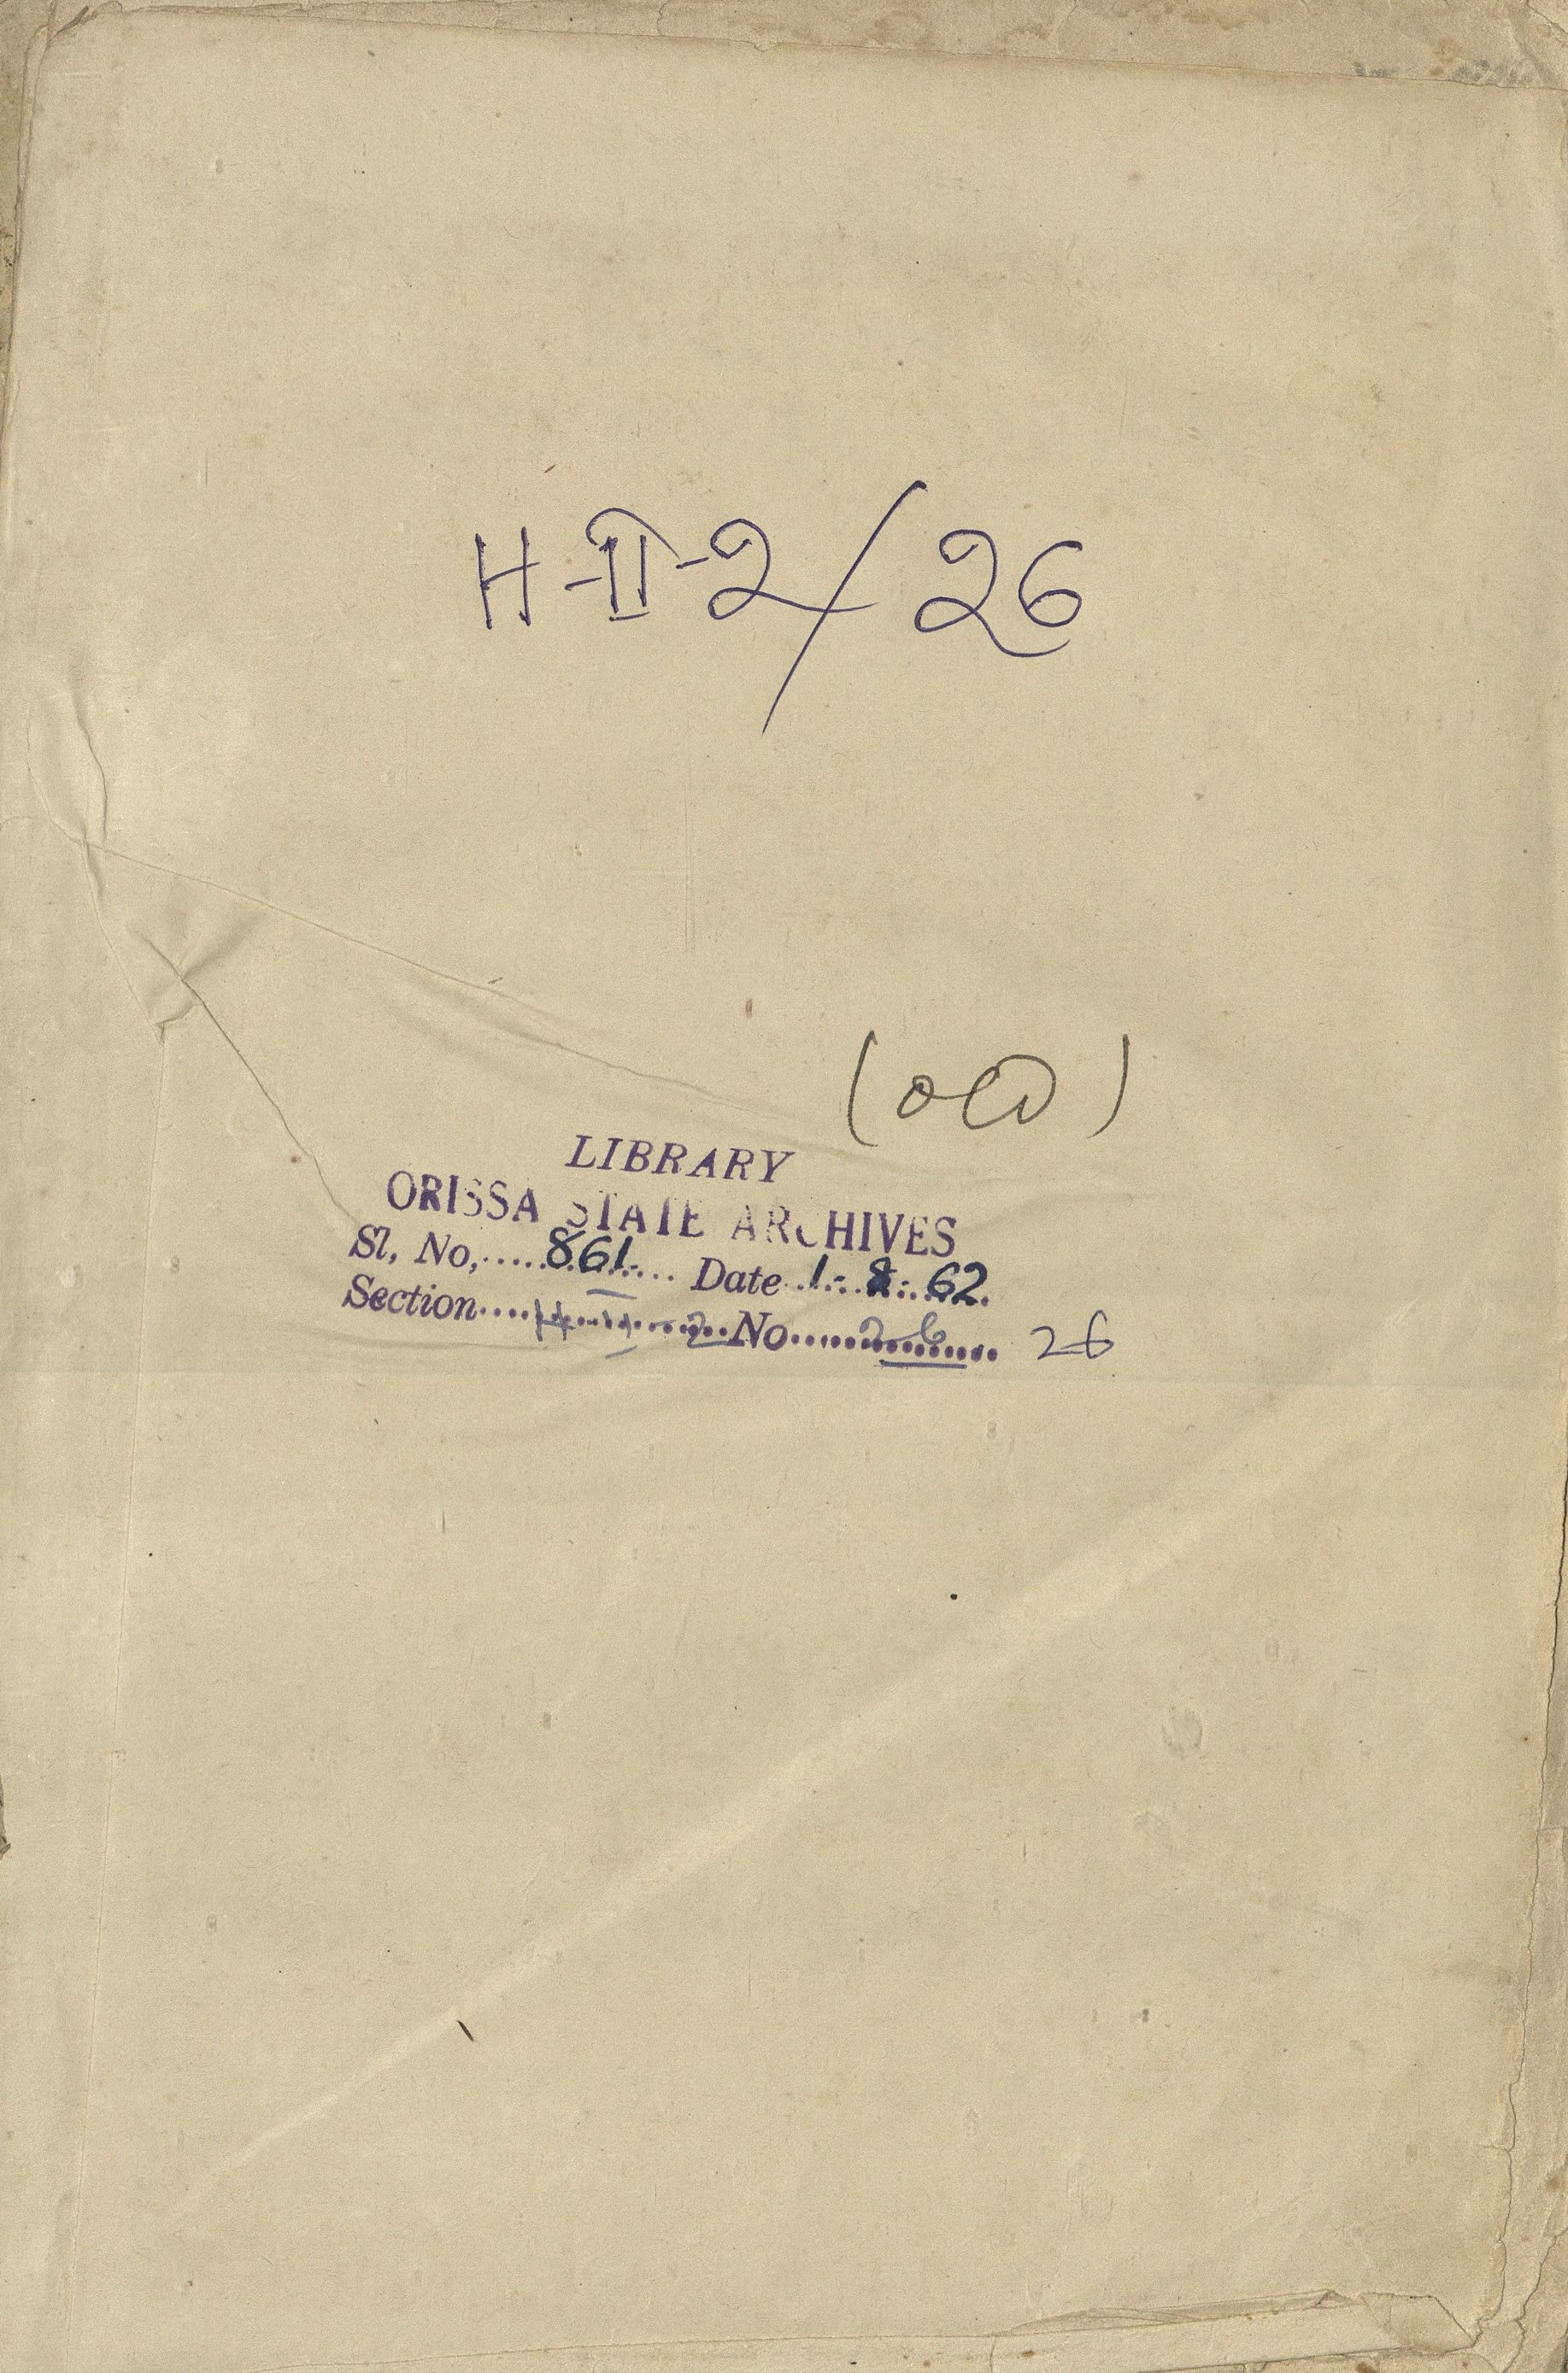 H-II-2/26
(OLD)
LIBRARY
ORISSA STATE ARCHIVES
Sl, No,.....861..... Date 1-8-62
Section....H-II-2..No.....26..... 26